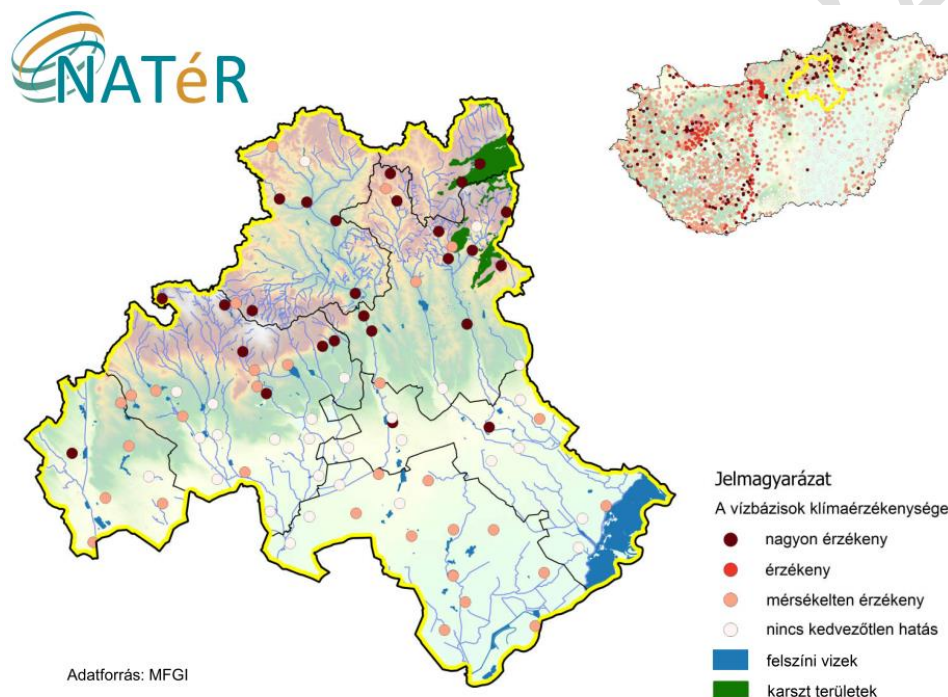 NATéR
Jelmagyarázat
A vízbázisok klímaérzékenysége
nagyon érzékeny
érzékeny
mérsékelten érzékeny
nincs kedvezőtlen hatás
felszíni vizek
karszt területek
Adatforrás: MFGI